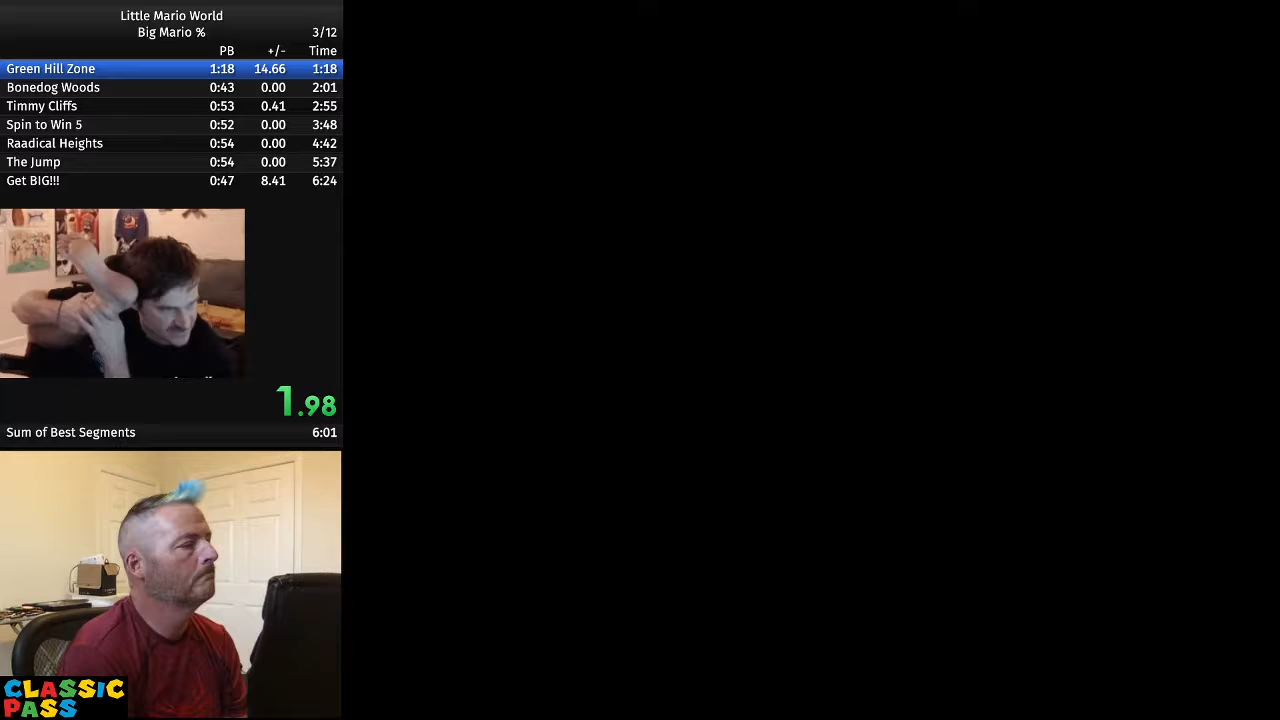 Little Mario World
Big Mario % 3/12
PB +/- Time
Green Hill Zone 1:18 14.66 1:18
Bonedog Woods 0:43 0.00 2:01
Timmy Cliffs 0:53 0.41 2:55
Spin to Win 5 0:52 0.00 3:48
Raadical Heights 0:54 0.00 4:42
The Jump 0:54 0.00 5:37
Get BIG!!! 0:47 8.41 6:24
1.98
Sum of Best Segments 6:01
CLASSIC
PASS